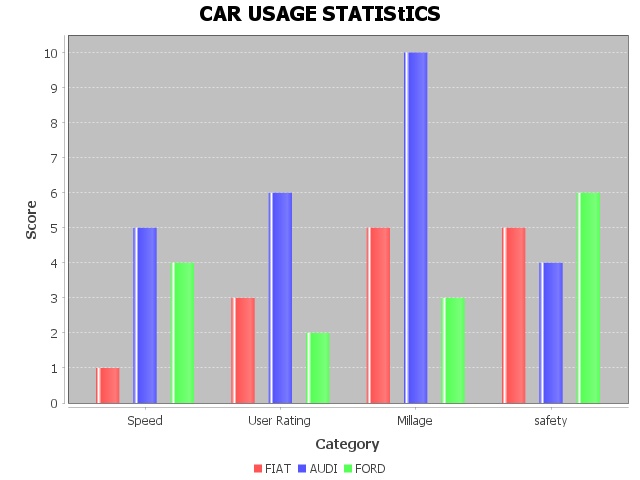 CAR USAGE STATIStICS
10
9
8
7
6
5
4
3
2
1
0
Score
Speed User Rating Millage safety
Category
FIAT AUDI FORD